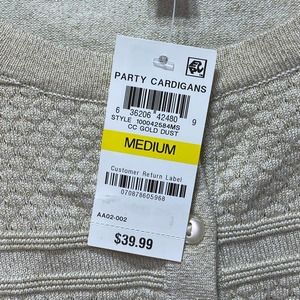 PARTY CARDIGANS
6 36206 42480 9
STYLE 100042584MS
CC GOLD DUST
MEDIUM
Customer Return Label
070878605968
AA02-002
$39.99